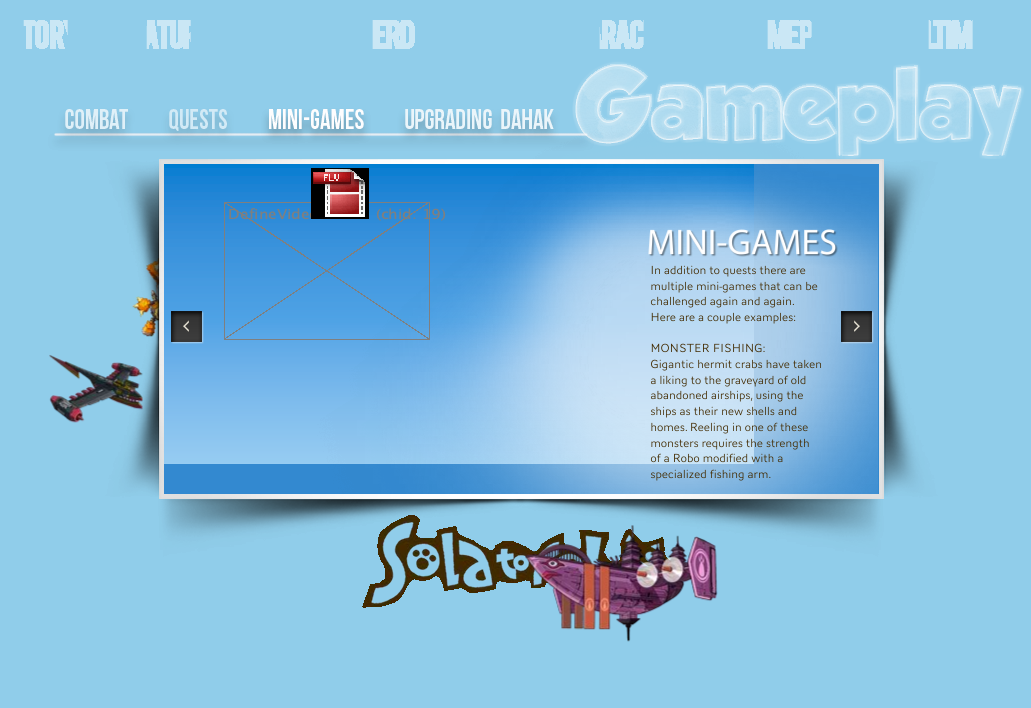 TOR
ATUR
ERO
RAC
MEP
LTIM
Gameplay
COMBAT QUESTS MINI-GAMES UPGRADING DAHAK
FLV
DefineVide (chid: 19)
MINI-GAMES
In addition to quests there are
multiple mini-games that can be
challenged again and again.
Here are a couple examples:
MONSTER FISHING:
Gigantic hermit crabs have taken
a liking to the graveyard of old
abandoned airships, using the
ships as their new shells and
homes. Reeling in one of these
monsters requires the strength
of a Robo modified with a
specialized fishing arm.
Solato